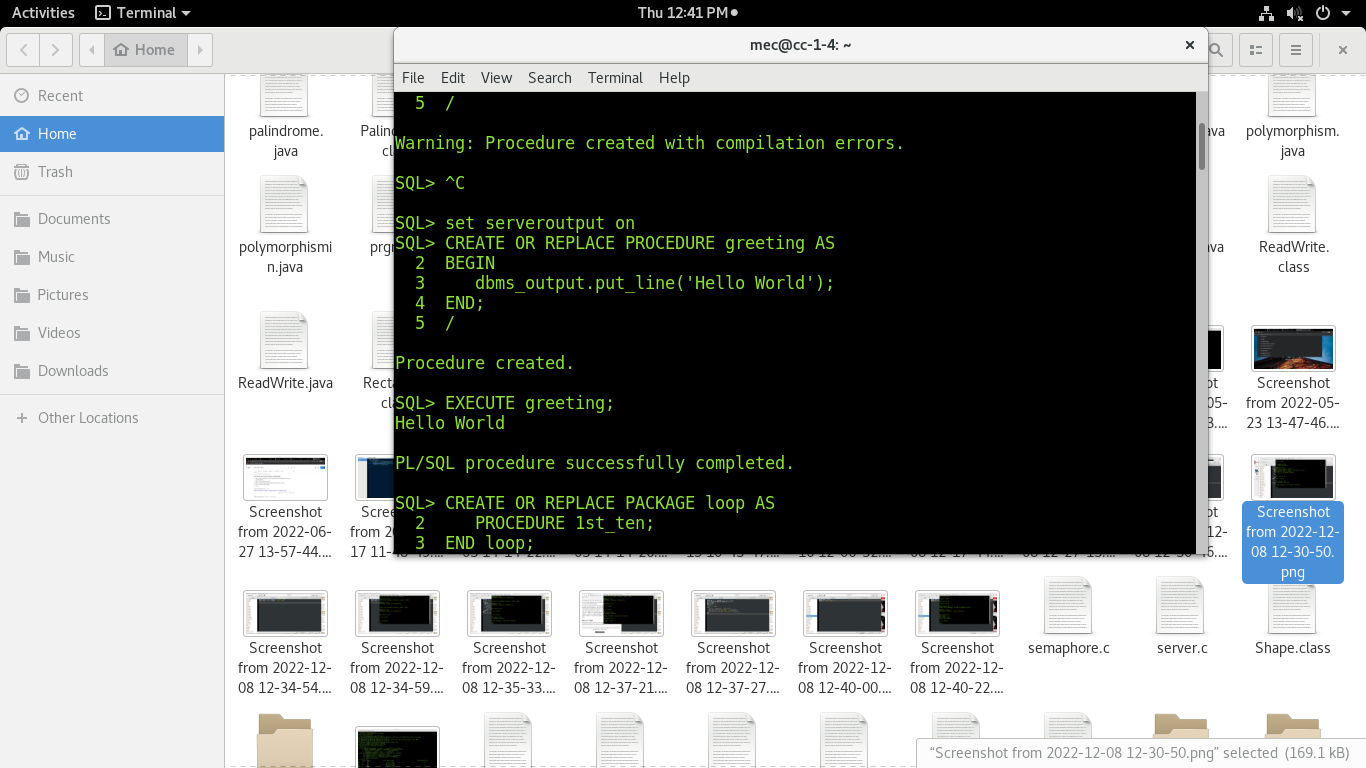 Activities Terminal Thu 12:41 PM
Home
mec@cc-1-4: ~
File Edit View Search Terminal Help
Recent
Home
Trash
Documents
Music
Pictures
Videos
Downloads
Other Locations
5 /
Warning: Procedure created with compilation errors.
SQL> ^C
SQL> set serveroutput on
SQL> CREATE OR REPLACE PROCEDURE greeting AS
2 BEGIN
3 dbms_output.put_line('Hello World');
4 END;
5 /
Procedure created.
SQL> EXECUTE greeting;
Hello World
PL/SQL procedure successfully completed.
SQL> CREATE OR REPLACE PACKAGE loop AS
2 PROCEDURE 1st_ten;
3 END loop;
palindrome.
java
polymorphism.
java
polymorphismi
n.java
ReadWrite.
class
ReadWrite.java
Screenshot
from 2022-05-
23 13-47-46....
Screenshot
from 2022-06-
27 13-57-44....
Screenshot
from 2022-12-
08 12-30-50.
png
Screenshot
from 2022-12-
08 12-34-54....
Screenshot
from 2022-12-
08 12-34-59....
Screenshot
from 2022-12-
08 12-35-33....
Screenshot
from 2022-12-
08 12-37-21....
Screenshot
from 2022-12-
08 12-37-27....
Screenshot
from 2022-12-
08 12-40-00....
Screenshot
from 2022-12-
08 12-40-22....
semaphore.c
server.c
Shape.class
"Screenshot from 2022-12-08 12-30-50.png" selected (169.1 kB)